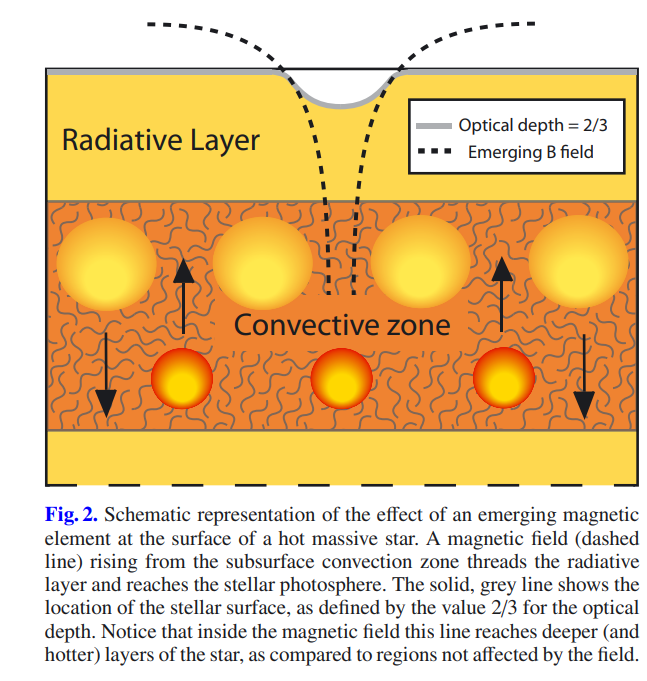 Radiative Layer
Optical depth = 2/3
Emerging B field
Convective zone
Fig. 2. Schematic representation of the effect of an emerging magnetic
element at the surface of a hot massive star. A magnetic field (dashed
line) rising from the subsurface convection zone threads the radiative
layer and reaches the stellar photosphere. The solid, grey line shows the
location of the stellar surface, as defined by the value 2/3 for the optical
depth. Notice that inside the magnetic field this line reaches deeper (and
hotter) layers of the star, as compared to regions not affected by the field.